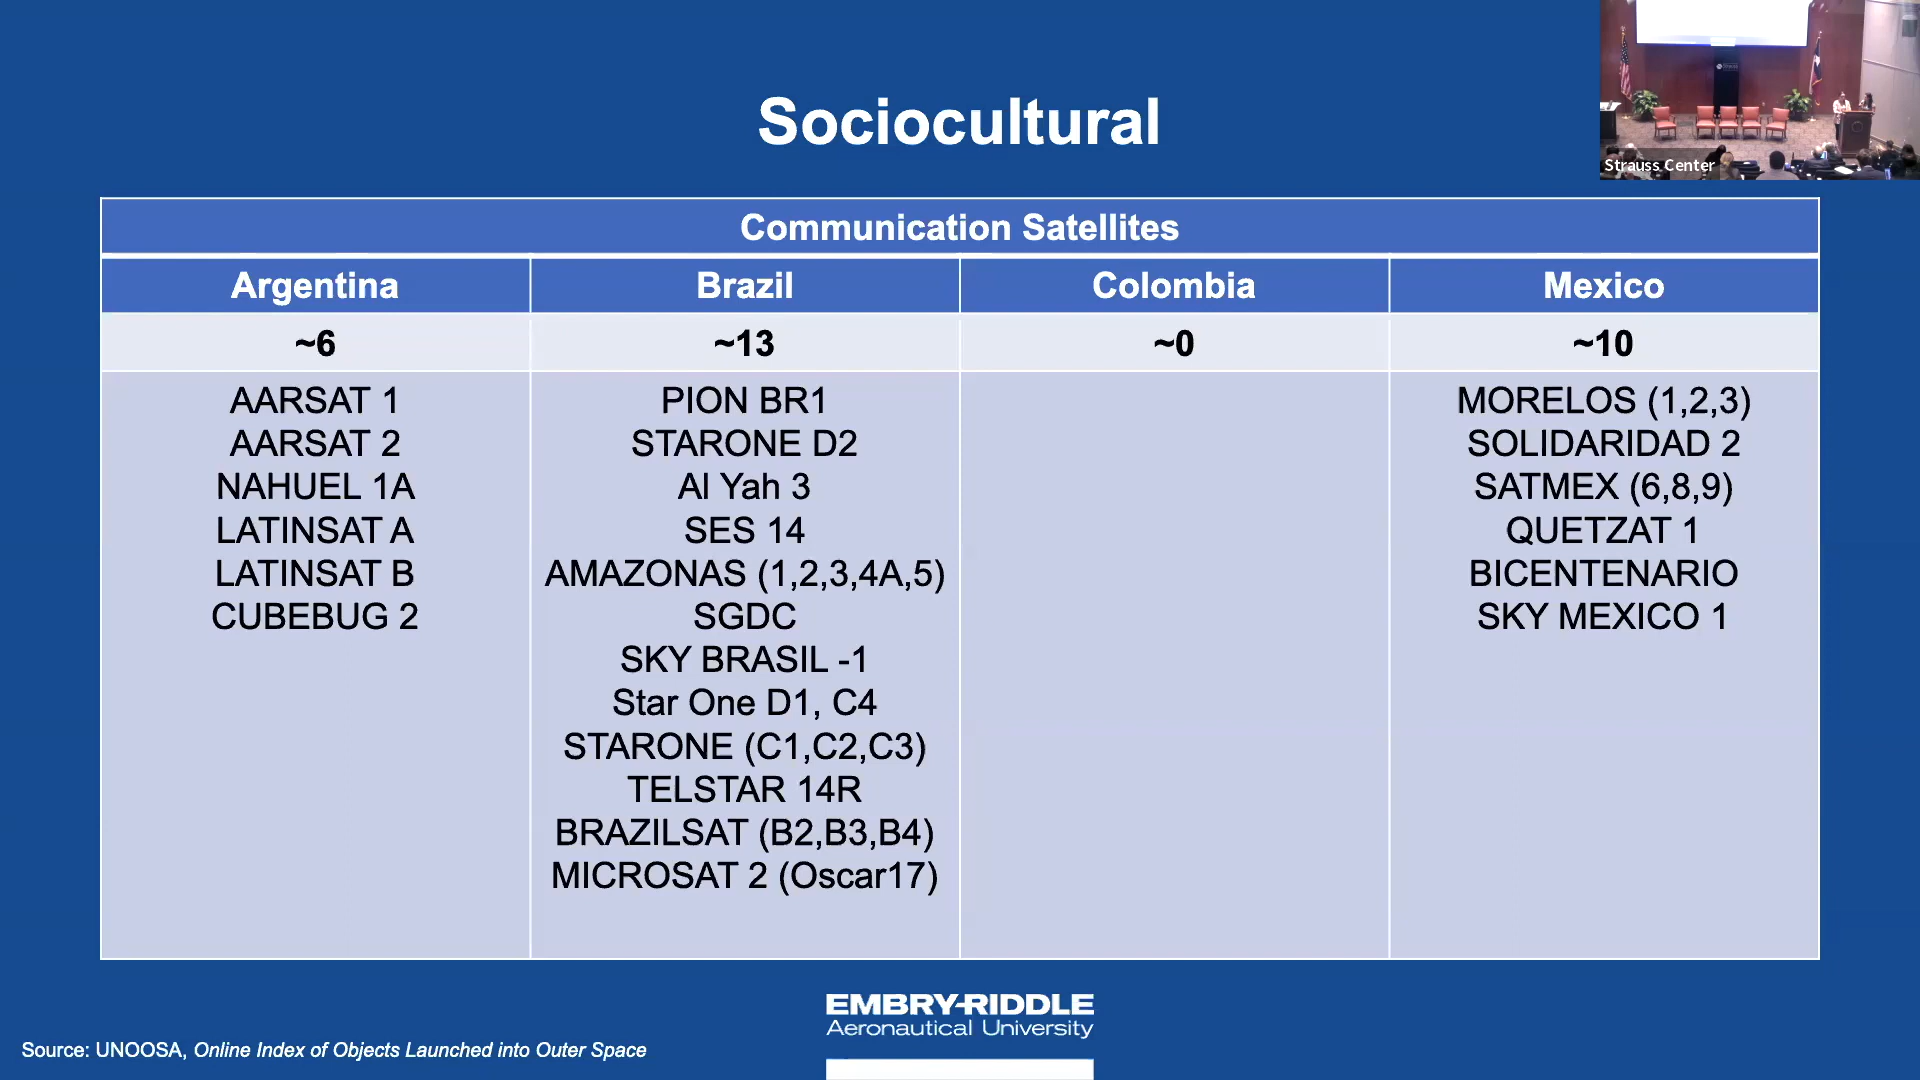 Sociocultural
Strauss Center
Communication Satellites
Argentina Brazil Colombia Mexico
~6 ~13 ~0 ~10
AARSAT 1
AARSAT 2
NAHUEL 1A
LATINSAT A
LATINSAT B
CUBEBUG 2
PION BR1
STARONE D2
Al Yah 3
SES 14
AMAZONAS (1,2,3,4A,5)
SGDC
SKY BRASIL -1
Star One D1, C4
STARONE (C1,C2,C3)
TELSTAR 14R
BRAZILSAT (B2,B3,B4)
MICROSAT 2 (Oscar17)
MORELOS (1,2,3)
SOLIDARIDAD 2
SATMEX (6,8,9)
QUETZAT 1
BICENTENARIO
SKY MEXICO 1
EMBRY-RIDDLE
Aeronautical University
Source: UNOOSA, Online Index of Objects Launched into Outer Space